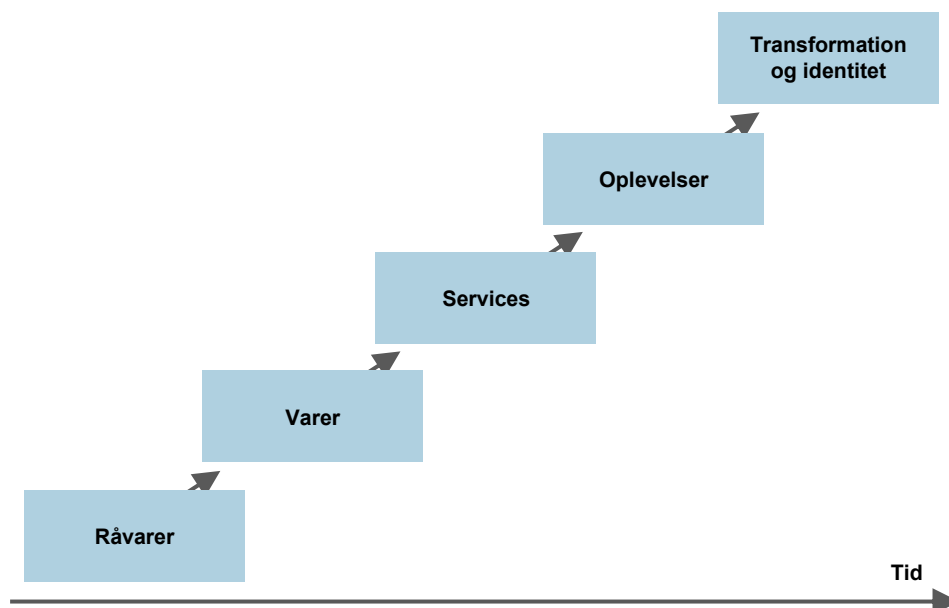 Transformation
og identitet
Oplevelser
Services
Varer
Råvarer
Tid